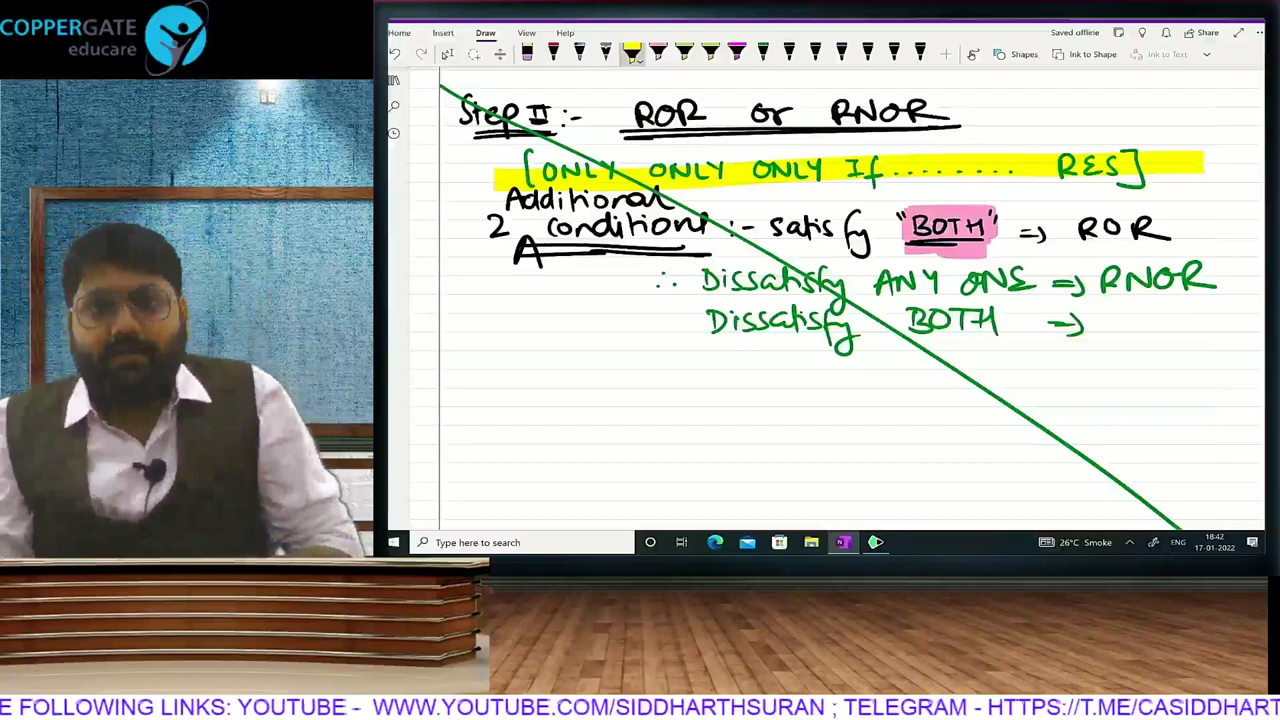 COPPERGATE
educare
Home Insert Draw View Help
Saved offline Share
Shapes Ink to Shape Ink to Text
Step II :- ROR or RNOR
[ONLY ONLY ONLY If ........ RES]
Additional
2 conditions :- satisfy "BOTH" => ROR
∴ Dissatisfy ANY ONE => RNOR
Dissatisfy BOTH =>
Type here to search
26°C Smoke
ENG
18:42
17-01-2022
E FOLLOWING LINKS: YOUTUBE - WWW.YOUTUBE.COM/SIDDHARTHSURAN ; TELEGRAM - HTTPS://T.ME/CASIDDHART